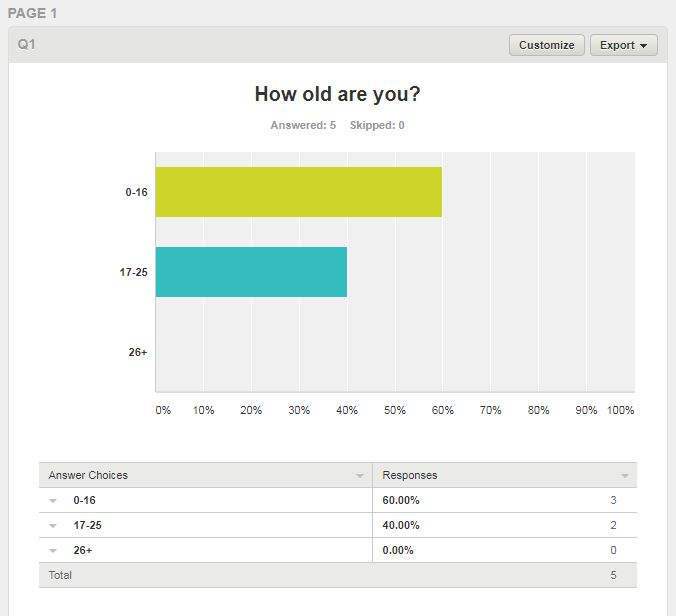 PAGE 1
Q1 Customize Export
How old are you?
Answered: 5 Skipped: 0
0-16
17-25
26+
0% 10% 20% 30% 40% 50% 60% 70% 80% 90% 100%
Answer Choices Responses
0-16 60.00% 3
17-25 40.00% 2
26+ 0.00% 0
Total 5